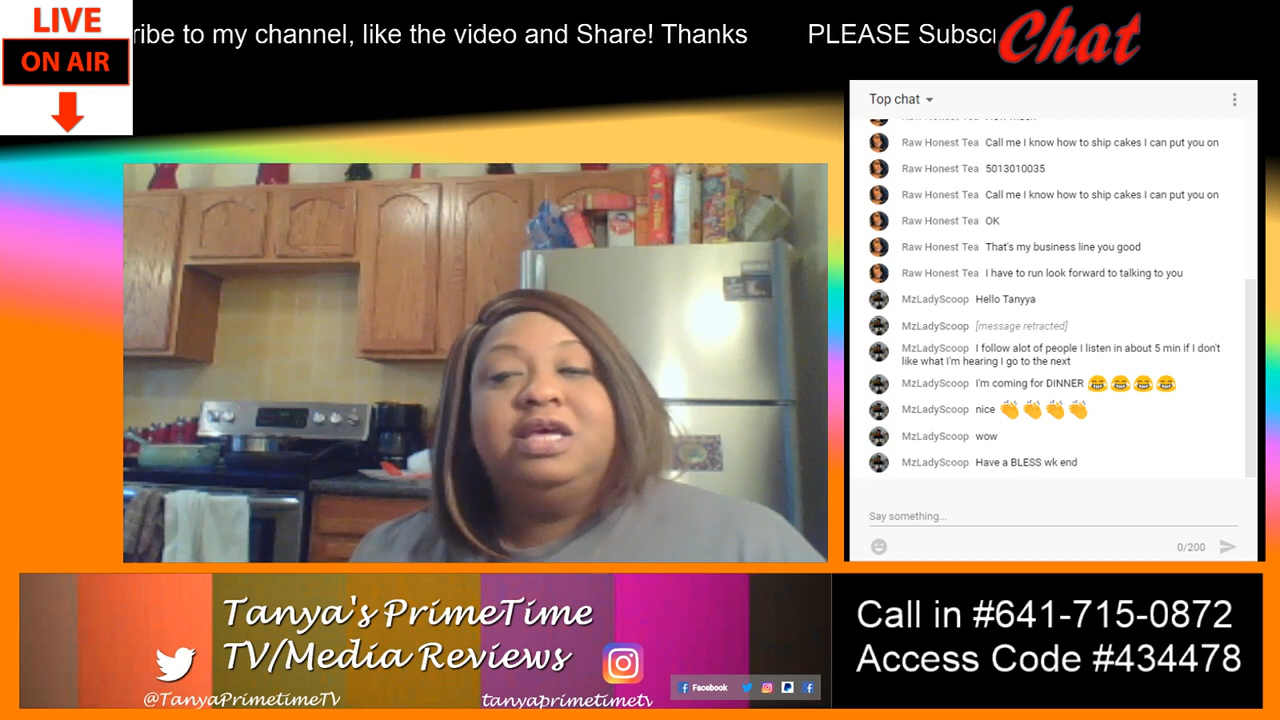 LIVE
ON AIR
ribe to my channel, like the video and Share! Thanks
PLEASE Subsc
Chat
Top chat
Raw Honest Tea
Raw Honest Tea Call me I know how to ship cakes I can put you on
Raw Honest Tea 5013010035
Raw Honest Tea Call me I know how to ship cakes I can put you on
Raw Honest Tea OK
Raw Honest Tea That's my business line you good
Raw Honest Tea I have to run look forward to talking to you
MzLadyScoop Hello Tanyya
MzLadyScoop [message retracted]
MzLadyScoop I follow alot of people I listen in about 5 min if I don't
like what I'm hearing I go to the next
MzLadyScoop I'm coming for DINNER 😂 😂 😂 😂
MzLadyScoop nice 👏 👏 👏 👏
MzLadyScoop wow
MzLadyScoop Have a BLESS wk end
Say something...
0/200
Tanya's PrimeTime
TV/Media Reviews
@TanyaPrimetimeTV
tanyaprimetimetv
Facebook
Call in #641-715-0872
Access Code #434478